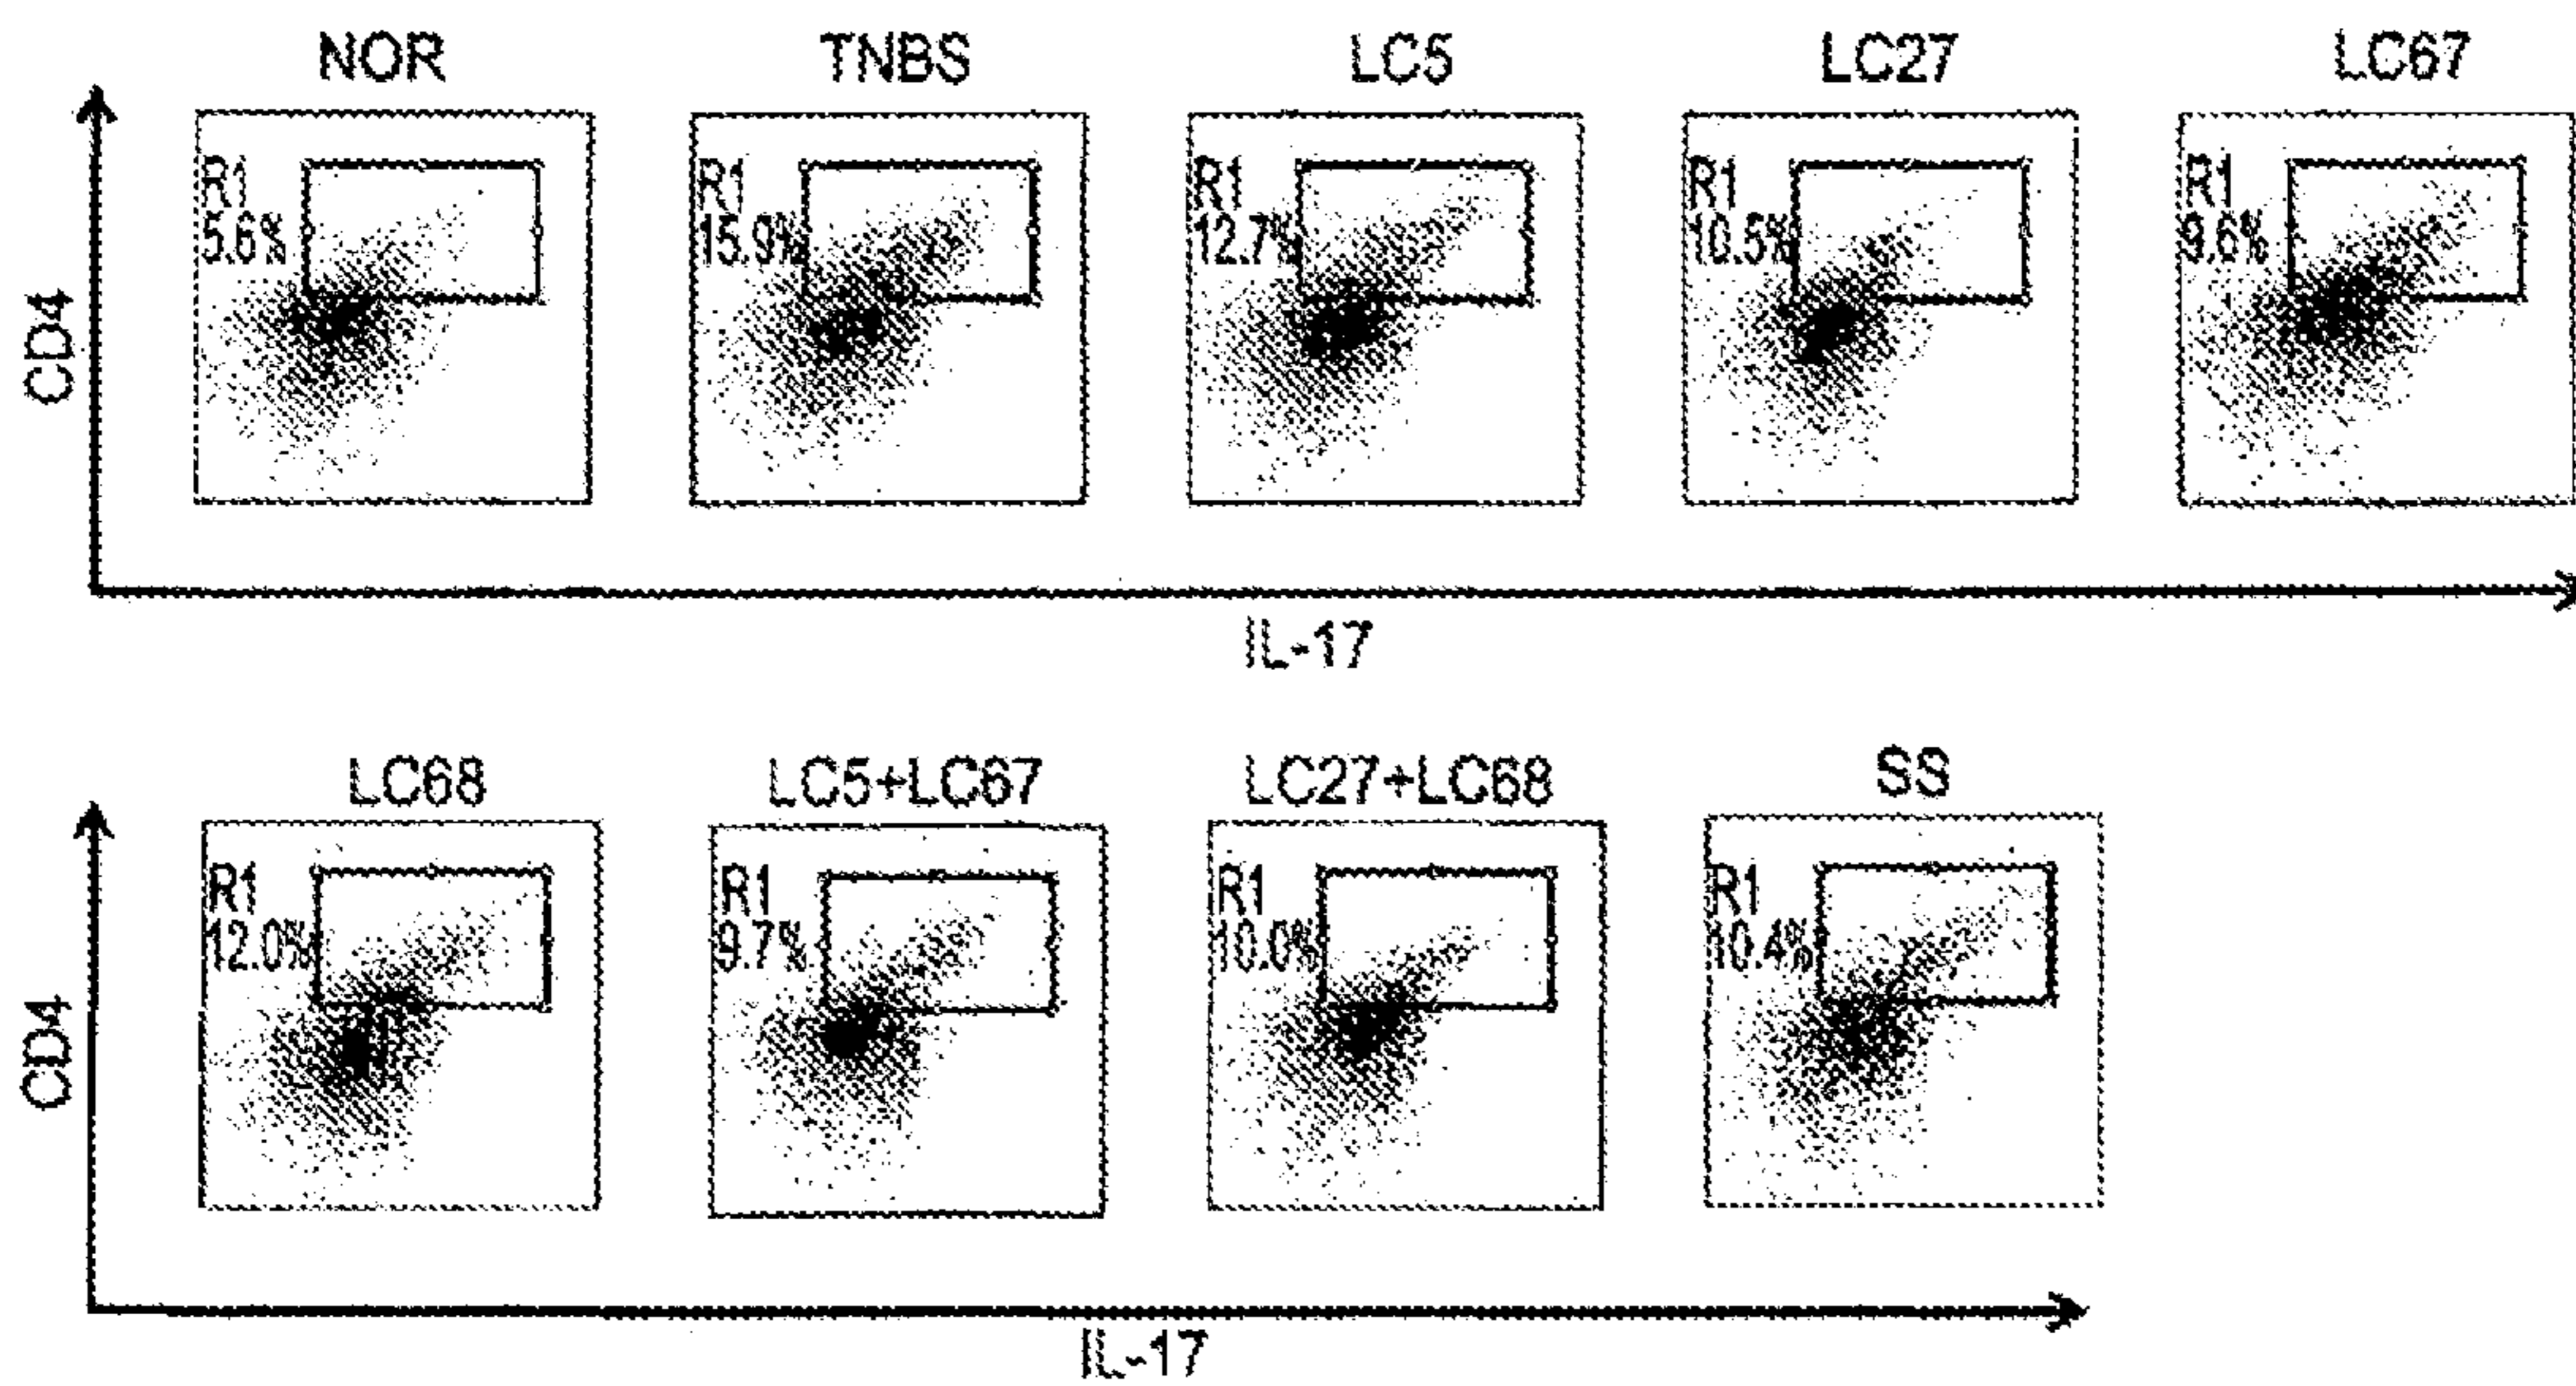 NOR TNBS LC5 LC27 LC67
R1 R1 R1 R1 R1
5.6% 15.9% 12.7% 10.5% 9.6%
CD4
IL-17
LC68 LC5+LC67 LC27+LC68 SS
R1 R1 R1 R1
12.0% 9.7% 10.0% 10.4%
CD4
IL-17